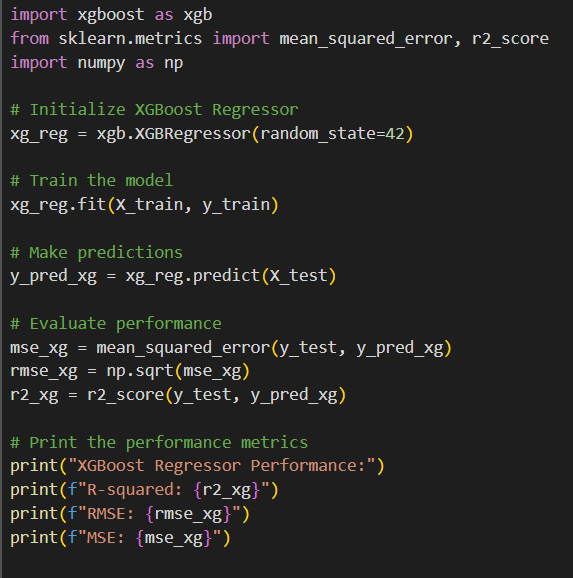 import xgboost as xgb
from sklearn.metrics import mean_squared_error, r2_score
import numpy as np
# Initialize XGBoost Regressor
xg_reg = xgb.XGBRegressor(random_state=42)
# Train the model
xg_reg.fit(X_train, y_train)
# Make predictions
y_pred_xg = xg_reg.predict(X_test)
# Evaluate performance
mse_xg = mean_squared_error(y_test, y_pred_xg)
rmse_xg = np.sqrt(mse_xg)
r2_xg = r2_score(y_test, y_pred_xg)
# Print the performance metrics
print("XGBoost Regressor Performance:")
print(f"R-squared: {r2_xg}")
print(f"RMSE: {rmse_xg}")
print(f"MSE: {mse_xg}")